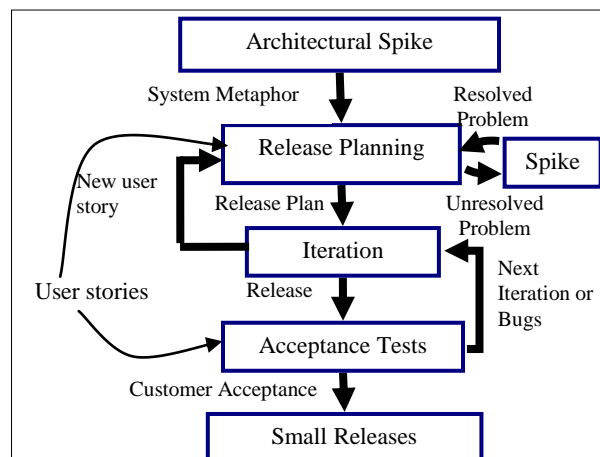 Architectural Spike
System Metaphor
Resolved
Problem
Release Planning
Spike
New user
story
Release Plan
Unresolved
Problem
Iteration
User stories
Release
Next
Iteration or
Bugs
Acceptance Tests
Customer Acceptance
Small Releases